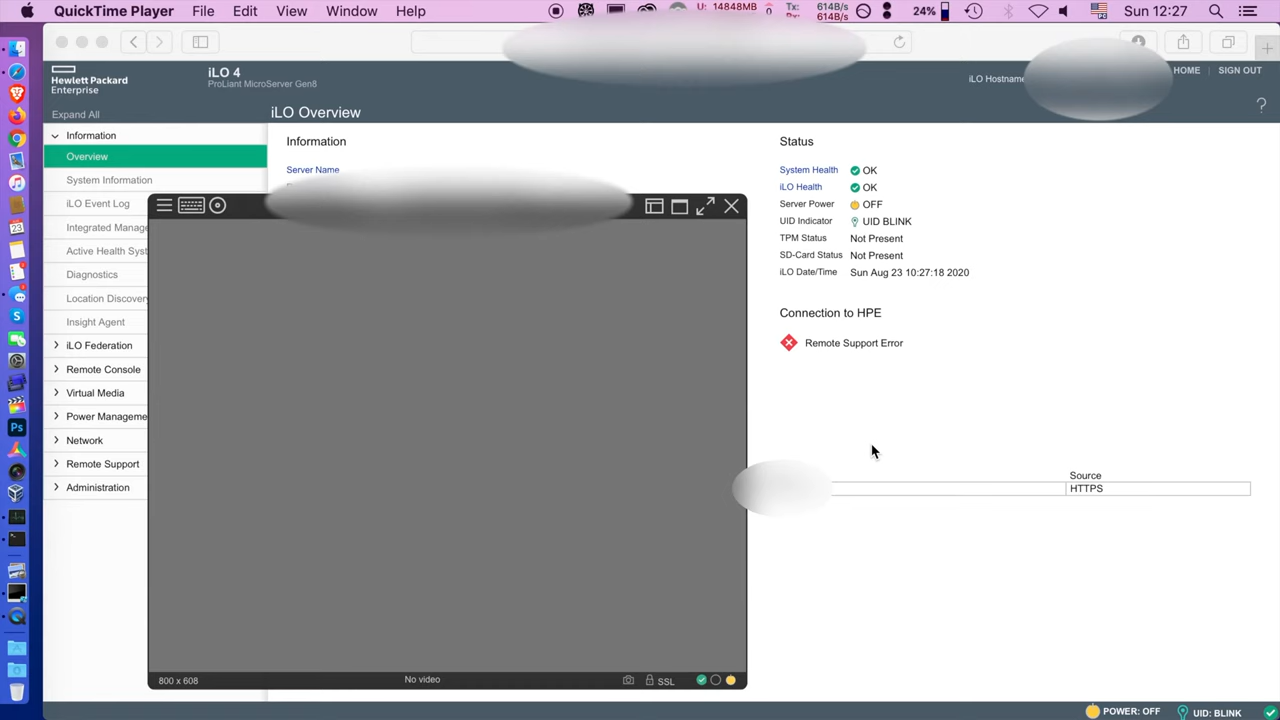 QuickTime Player File Edit View Window Help U: 14848MB 0 Tx: 614B/s Rx: 614B/s 24% Sun 12:27
Hewlett Packard Enterprise
iLO 4
ProLiant MicroServer Gen8
iLO Hostname
HOME
SIGN OUT
Expand All
iLO Overview
?
Information
Overview
System Information
iLO Event Log
Integrated Manag
Active Health Syst
Diagnostics
Location Discovery
Insight Agent
iLO Federation
Remote Console
Virtual Media
Power Manageme
Network
Remote Support
Administration
Information
Server Name
Status
System Health OK
iLO Health OK
Server Power OFF
UID Indicator UID BLINK
TPM Status Not Present
SD-Card Status Not Present
iLO Date/Time Sun Aug 23 10:27:18 2020
Connection to HPE
Remote Support Error
Source
HTTPS
800 x 608
No video
SSL
POWER: OFF UID: BLINK